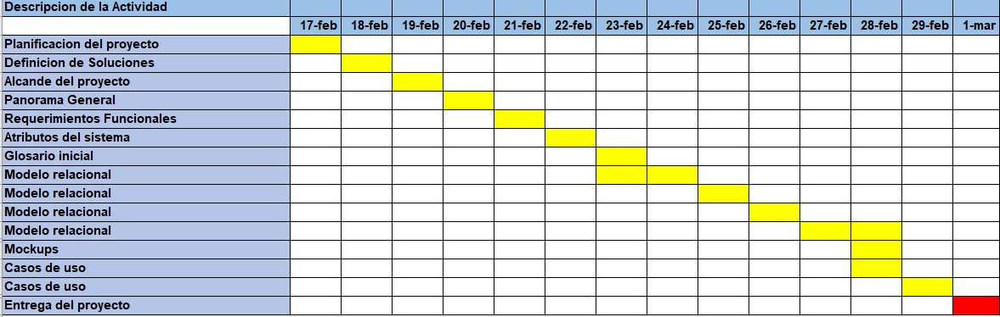 Descripcion de la Actividad
17-feb 18-feb 19-feb 20-feb 21-feb 22-feb 23-feb 24-feb 25-feb 26-feb 27-feb 28-feb 29-feb 1-mar
Planificacion del proyecto
Definicion de Soluciones
Alcande del proyecto
Panorama General
Requerimientos Funcionales
Atributos del sistema
Glosario inicial
Modelo relacional
Modelo relacional
Modelo relacional
Modelo relacional
Mockups
Casos de uso
Casos de uso
Entrega del proyecto